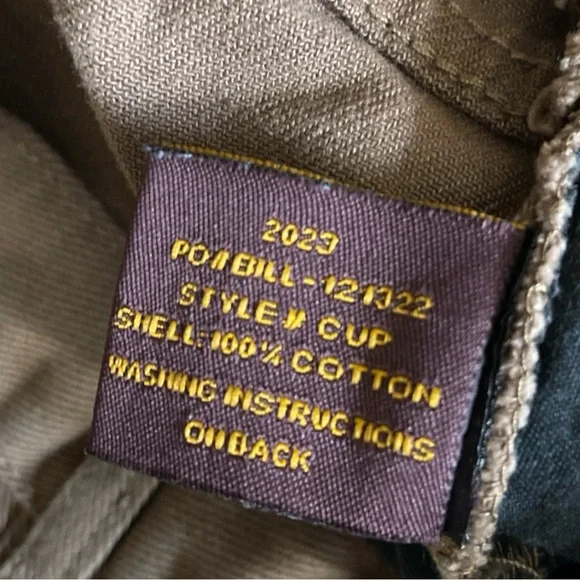 2023
PO#BILL-121322
STYLE # CUP
SHELL:100% COTTON
WASHING INSTRUCTIONS
ON BACK